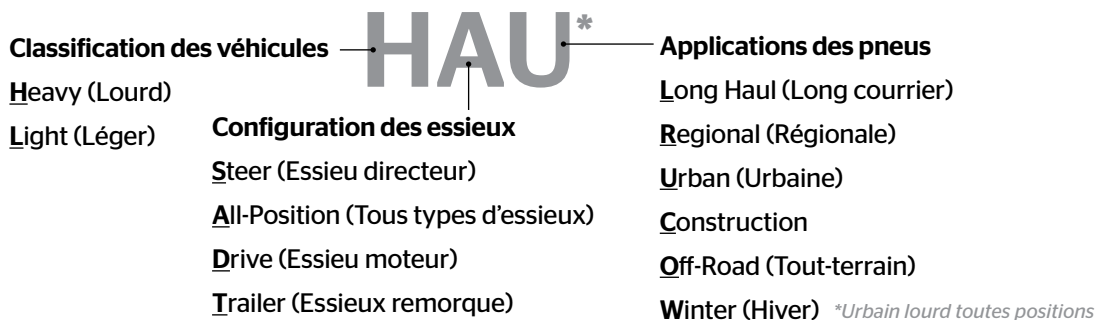 HAU*
Classification des véhicules
Heavy (Lourd)
Light (Léger)
Configuration des essieux
Steer (Essieu directeur)
All-Position (Tous types d’essieux)
Drive (Essieu moteur)
Trailer (Essieux remorque)
Applications des pneus
Long Haul (Long courrier)
Regional (Régionale)
Urban (Urbaine)
Construction
Off-Road (Tout-terrain)
Winter (Hiver) *Urbain lourd toutes positions